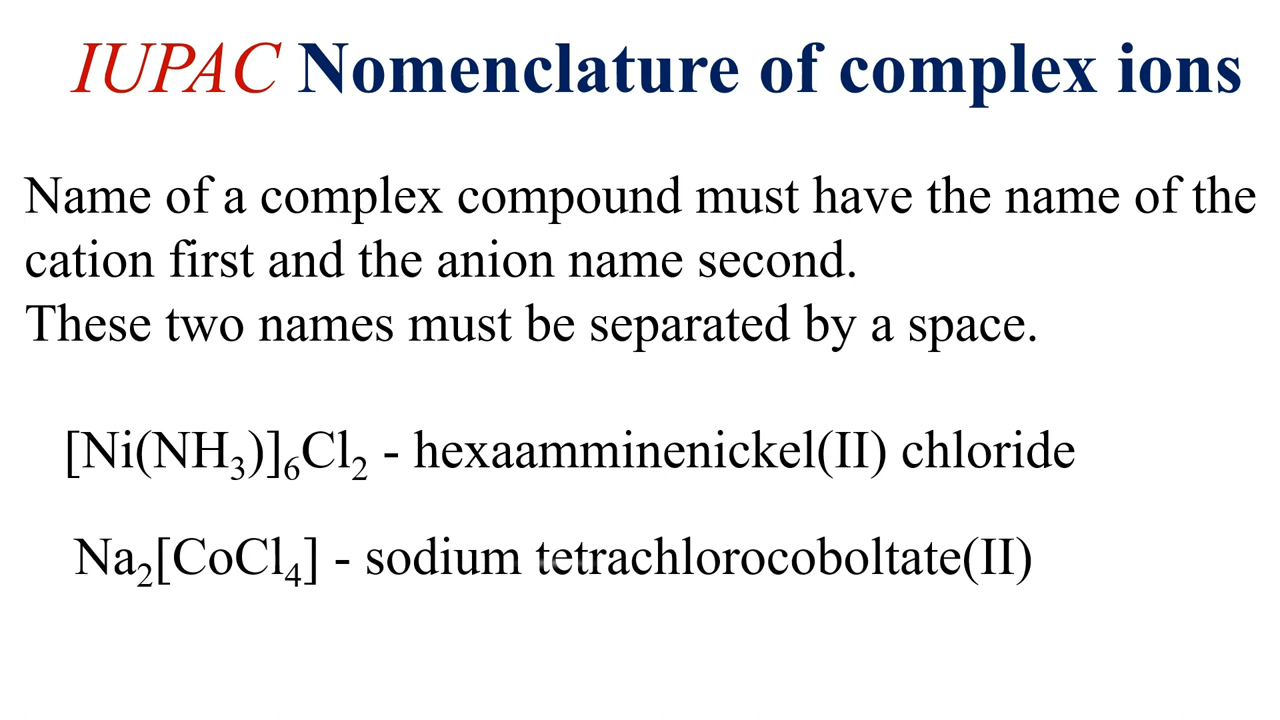 IUPAC Nomenclature of complex ions
Name of a complex compound must have the name of the
cation first and the anion name second.
These two names must be separated by a space.
[Ni(NH₃)]₆Cl₂ - hexaamminenickel(II) chloride
Na₂[CoCl₄] - sodium tetrachlorocoboltate(II)